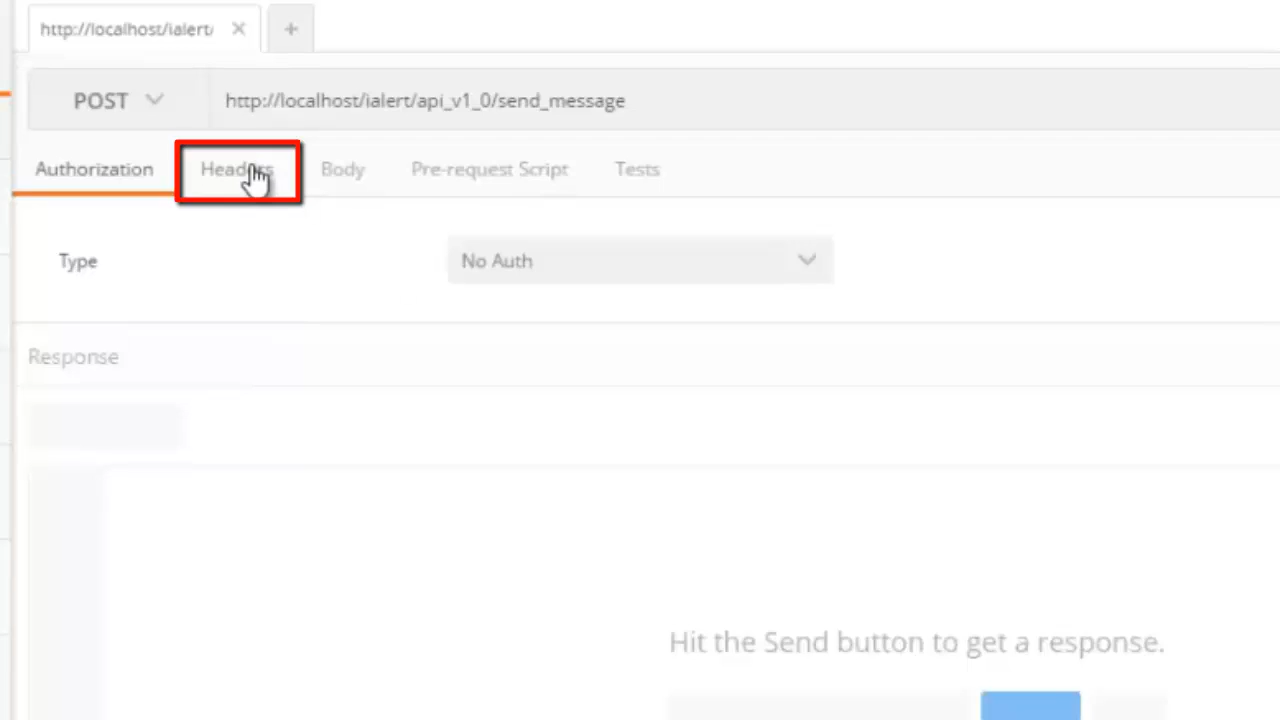 http://localhost/ialert/
POST http://localhost/ialert/api_v1_0/send_message
Authorization Headers Body Pre-request Script Tests
Type No Auth
Response
Hit the Send button to get a response.